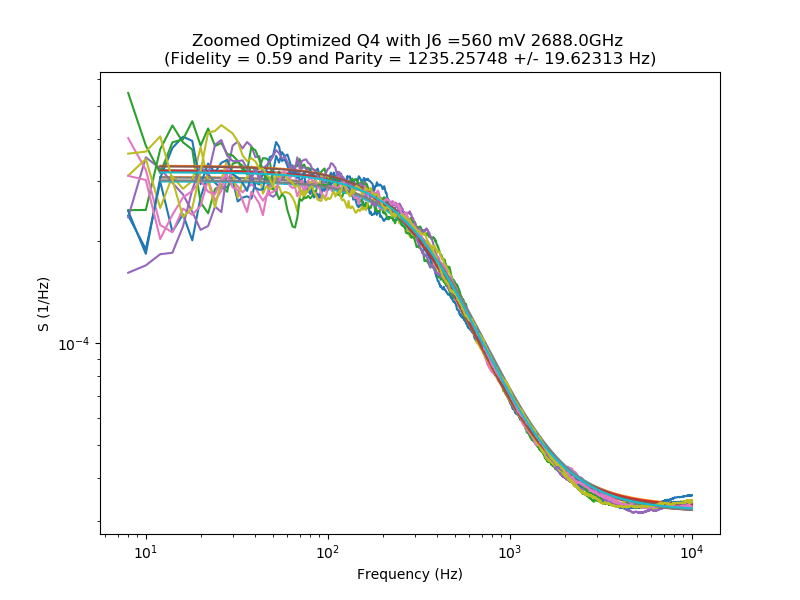 Zoomed Optimized Q4 with J6 =560 mV 2688.0GHz
(Fidelity = 0.59 and Parity = 1235.25748 +/- 19.62313 Hz)
S (1/Hz)
10⁻⁴
10¹ 10² 10³ 10⁴
Frequency (Hz)